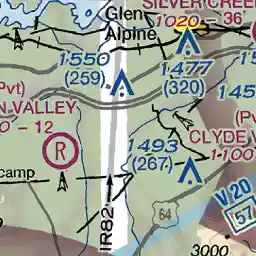 SILVER CREEK
Glen
Alpine
1020 - 36
1550
(259)
1477
(320)
Pvt)
N VALLEY
0 - 12
145
(Pv
CLYDE V
1100
1493
(267)
R
camp
IR82
64
V20
57
3000